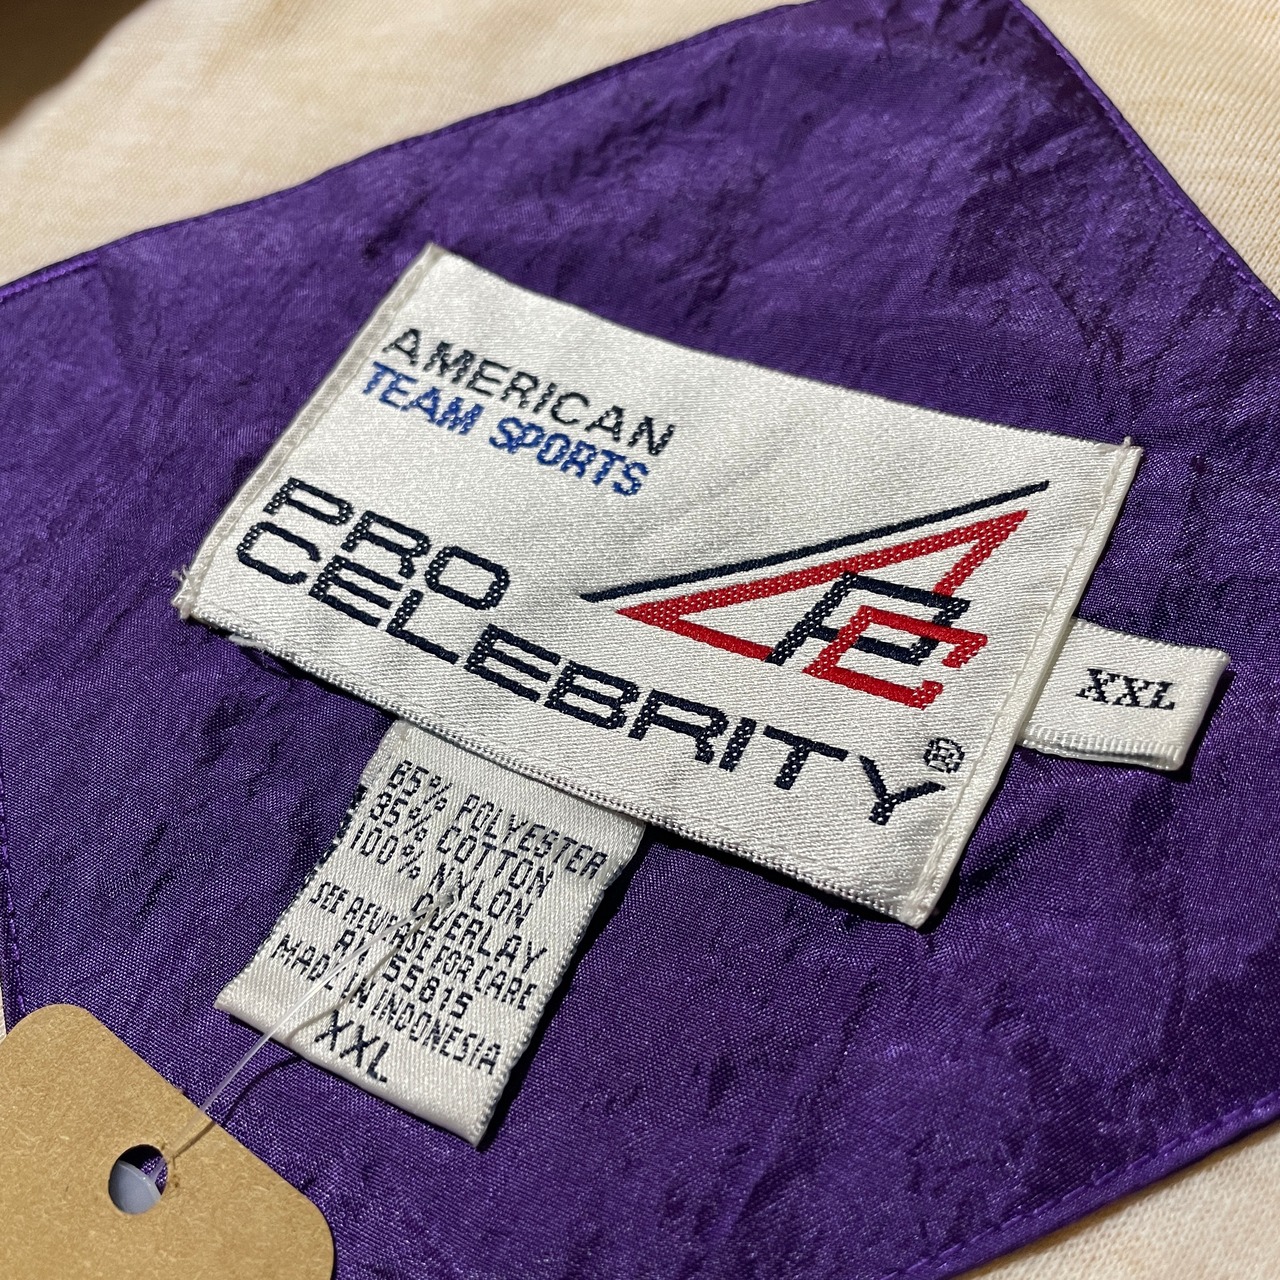 AMERICAN
TEAM SPORTS
PC
PRO
CELEBRITY®
XXL
65% POLYESTER
35% COTTON
100% NYLON
OVERLAY
SEE REVERSE FOR CARE
55815
MADE IN INDONESIA
XXL